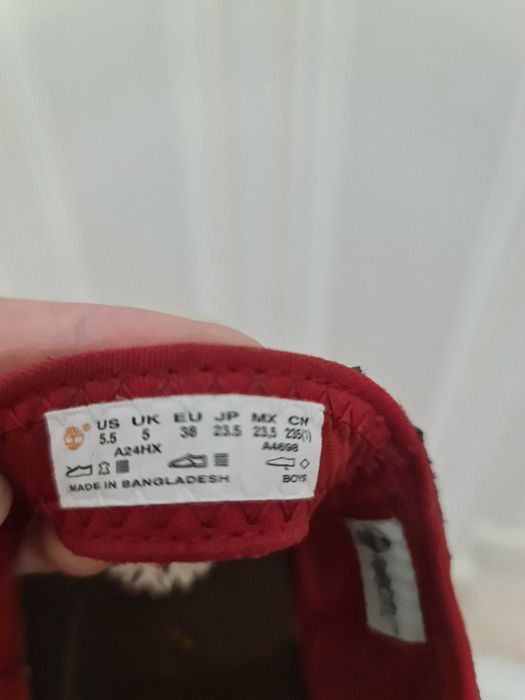 US UK EU JP MX CH
5.5 5 38 23.5 23,5 235(1)
A24HX A4698
MADE IN BANGLADESH BOYS